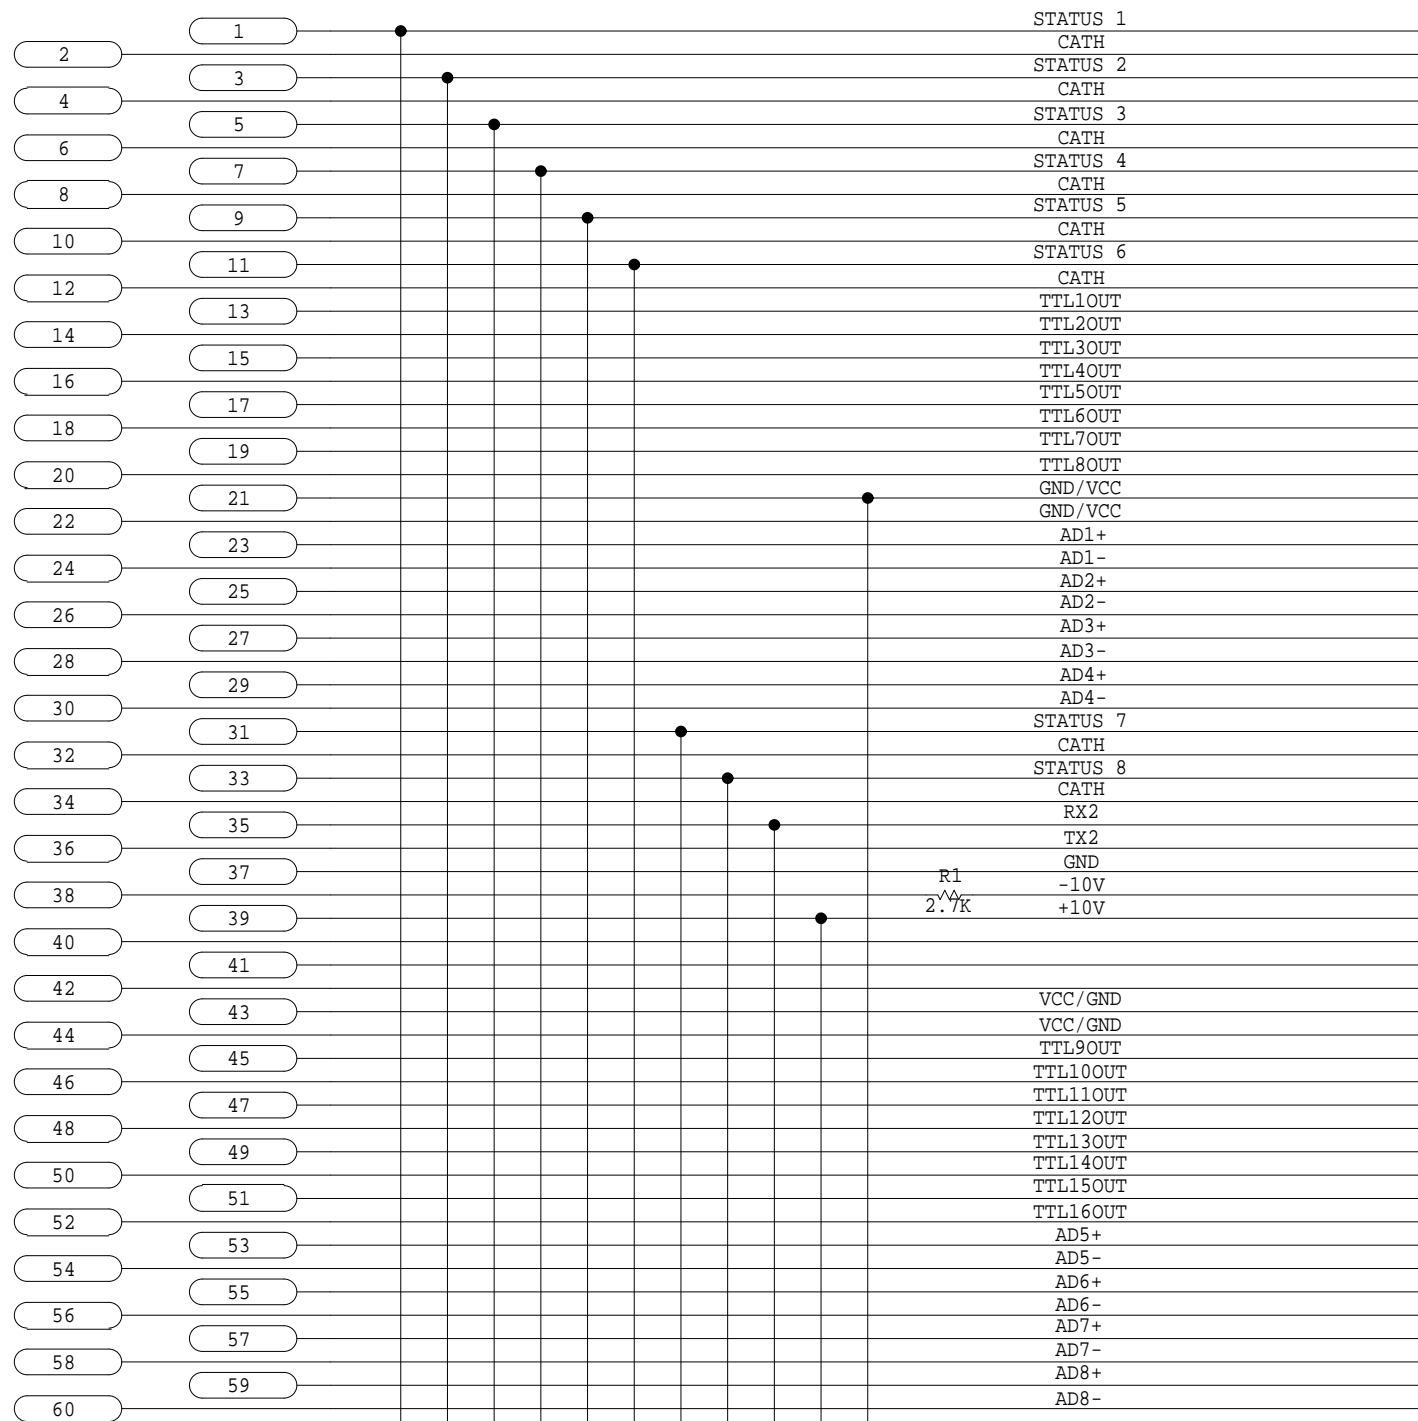 1 STATUS 1
2 CATH
3 STATUS 2
4 CATH
5 STATUS 3
6 CATH
7 STATUS 4
8 CATH
9 STATUS 5
10 CATH
11 STATUS 6
12 CATH
13 TTL1OUT
14 TTL2OUT
15 TTL3OUT
16 TTL4OUT
17 TTL5OUT
18 TTL6OUT
19 TTL7OUT
20 TTL8OUT
21 GND/VCC
22 GND/VCC
23 AD1+
24 AD1-
25 AD2+
26 AD2-
27 AD3+
28 AD3-
29 AD4+
30 AD4-
31 STATUS 7
32 CATH
33 STATUS 8
34 CATH
35 RX2
36 TX2
37 GND
38 R1 -10V
39 2.7K +10V
40
41
42
43 VCC/GND
44 VCC/GND
45 TTL9OUT
46 TTL10OUT
47 TTL11OUT
48 TTL12OUT
49 TTL13OUT
50 TTL14OUT
51 TTL15OUT
52 TTL16OUT
53 AD5+
54 AD5-
55 AD6+
56 AD6-
57 AD7+
58 AD7-
59 AD8+
60 AD8-